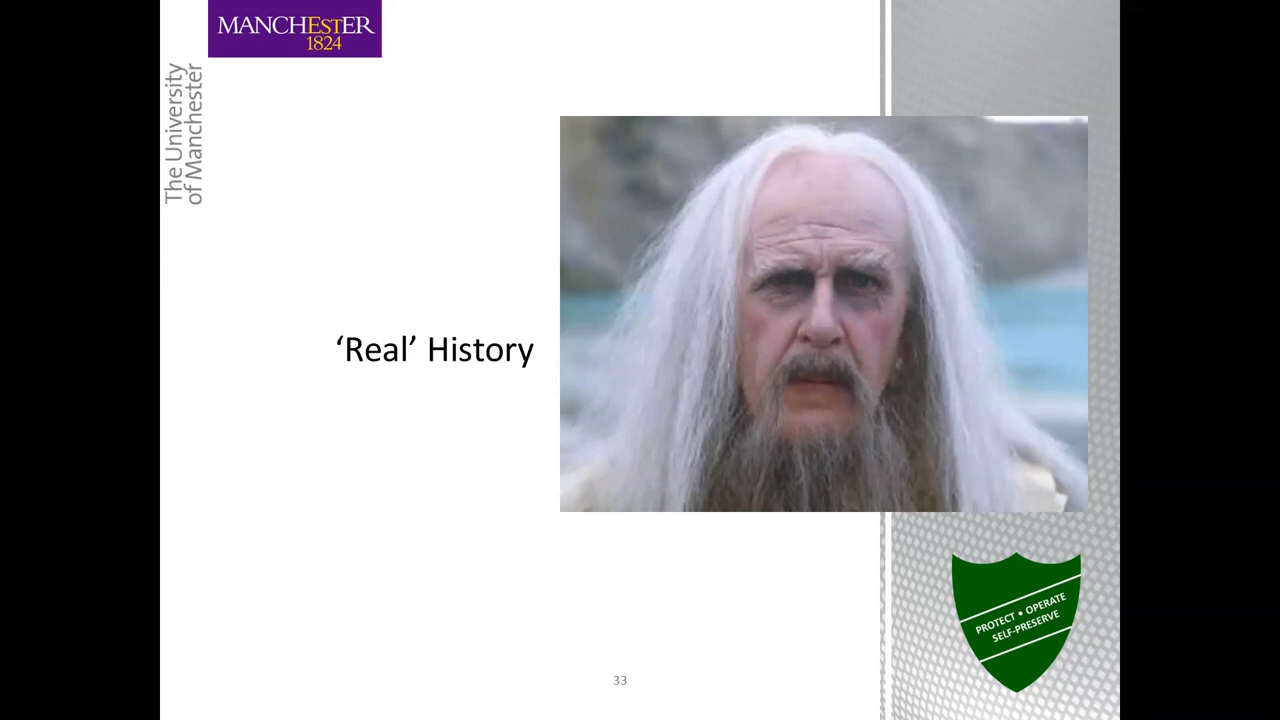 MANCHESTER
1824
The University
of Manchester
‘Real’ History
PROTECT • OPERATE
SELF-PRESERVE
33